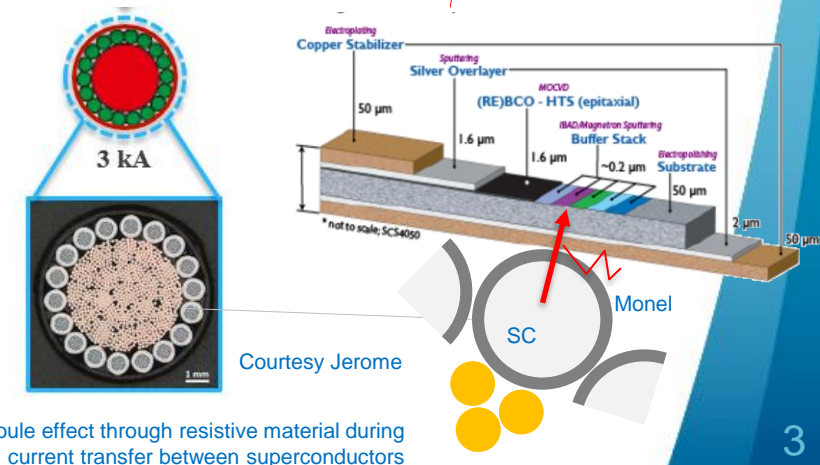 Electroplating
Copper Stabilizer
Sputtering
Silver Overlayer
MOCVD
(RE)BCO - HTS (epitaxial)
IBAD/Magnetron Sputtering
Buffer Stack
Electropolishing
Substrate
50 µm
1.6 µm
1.6 µm
~0.2 µm
50 µm
2 µm
50 µm
* not to scale; SCS4050
3 kA
1 mm
SC
Monel
Courtesy Jerome
oule effect through resistive material during
current transfer between superconductors
3